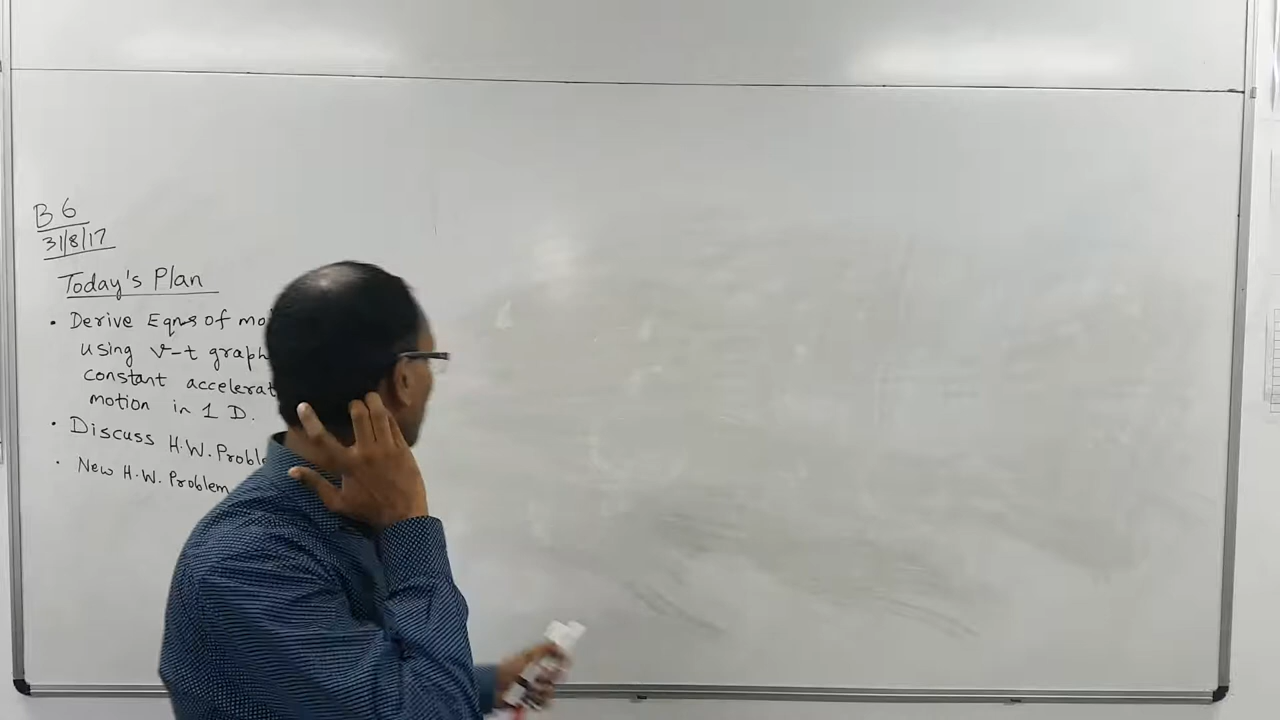 B 6
31/8/17
Today's Plan
• Derive Eqns of mo
using v-t graph
constant accelerat
motion in 1 D.
• Discuss H.W. Proble
• New H.W. Problem